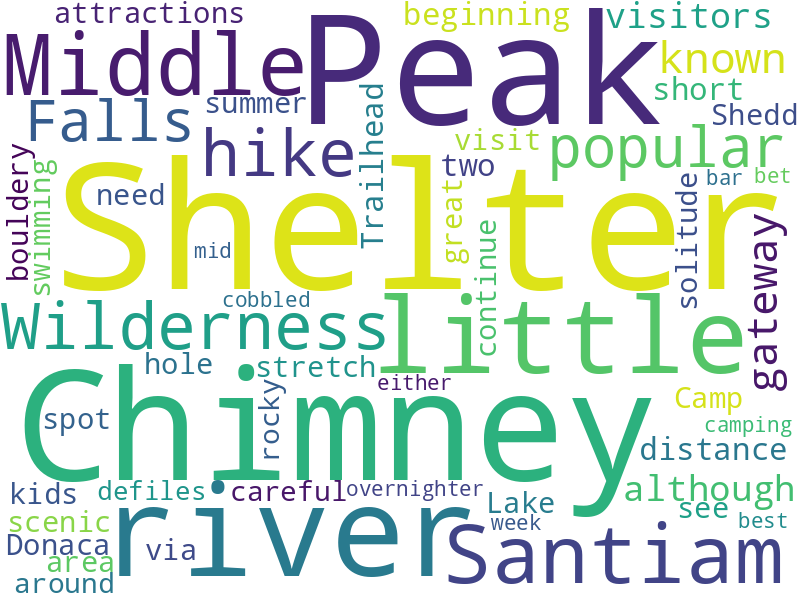 attractions
beginning
visitors
Middle
Peak
known
short
Falls
summer
Trailhead
Shedd
hike
visit
popular
two
bouldery
swimming
need
Shelter
great
solitude
bar
bet
gateway
mid
continue
cobbled
Wilderness
little
hole
stretch
either
Chimney
rocky
Camp
camping
spot
distance
kids
defiles
careful
overnighter
although
scenic
river
Lake
see
week
best
Donaca
via
Santiam
area
around